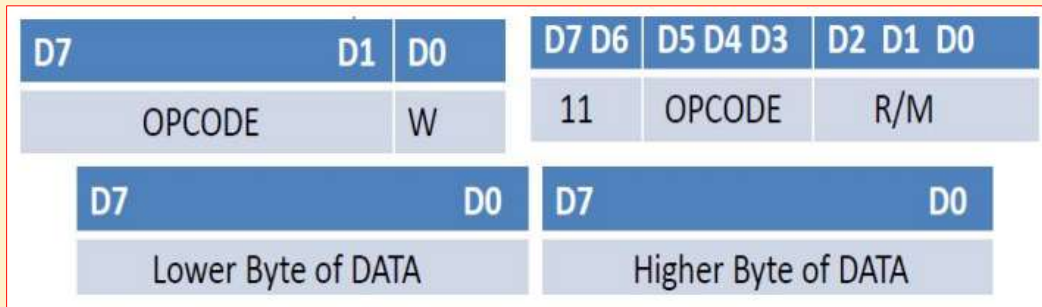 D7 D1 D0 D7 D6 D5 D4 D3 D2 D1 D0
OPCODE W 11 OPCODE R/M
D7 D0 D7 D0
Lower Byte of DATA Higher Byte of DATA